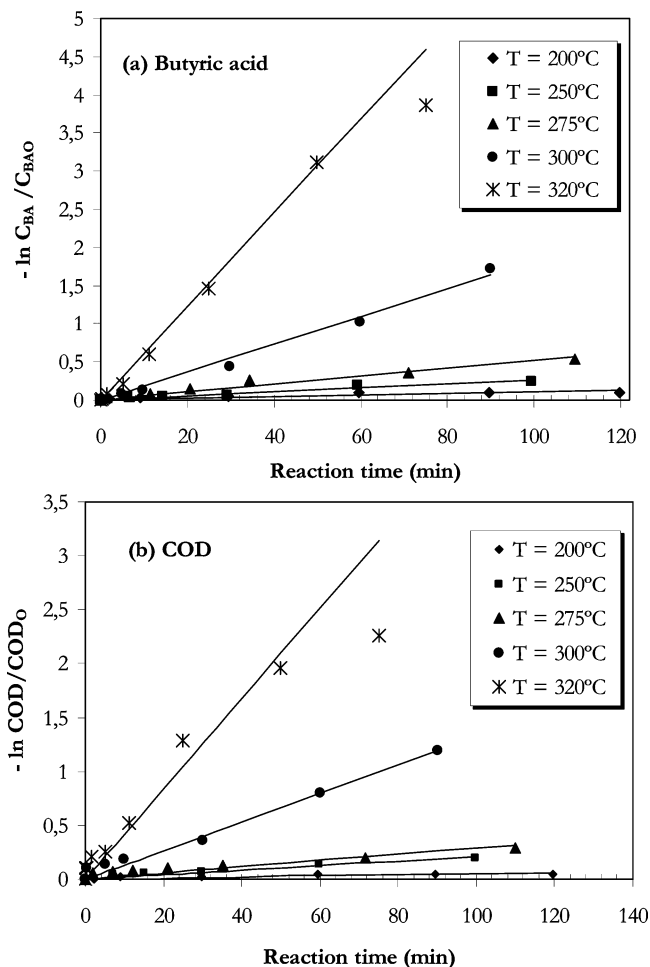 5
4,5
(a) Butyric acid
T = 200ºC
4
T = 250ºC
3,5
T = 275ºC
3
T = 300ºC
2,5
T = 320ºC
2
1,5
1
0,5
0
- ln C_BA /C_BAO
0 20 40 60 80 100 120
Reaction time (min)
3,5
(b) COD
T = 200ºC
3
T = 250ºC
2,5
T = 275ºC
2
T = 300ºC
1,5
T = 320ºC
1
0,5
0
- ln COD/COD_O
0 20 40 60 80 100 120 140
Reaction time (min)